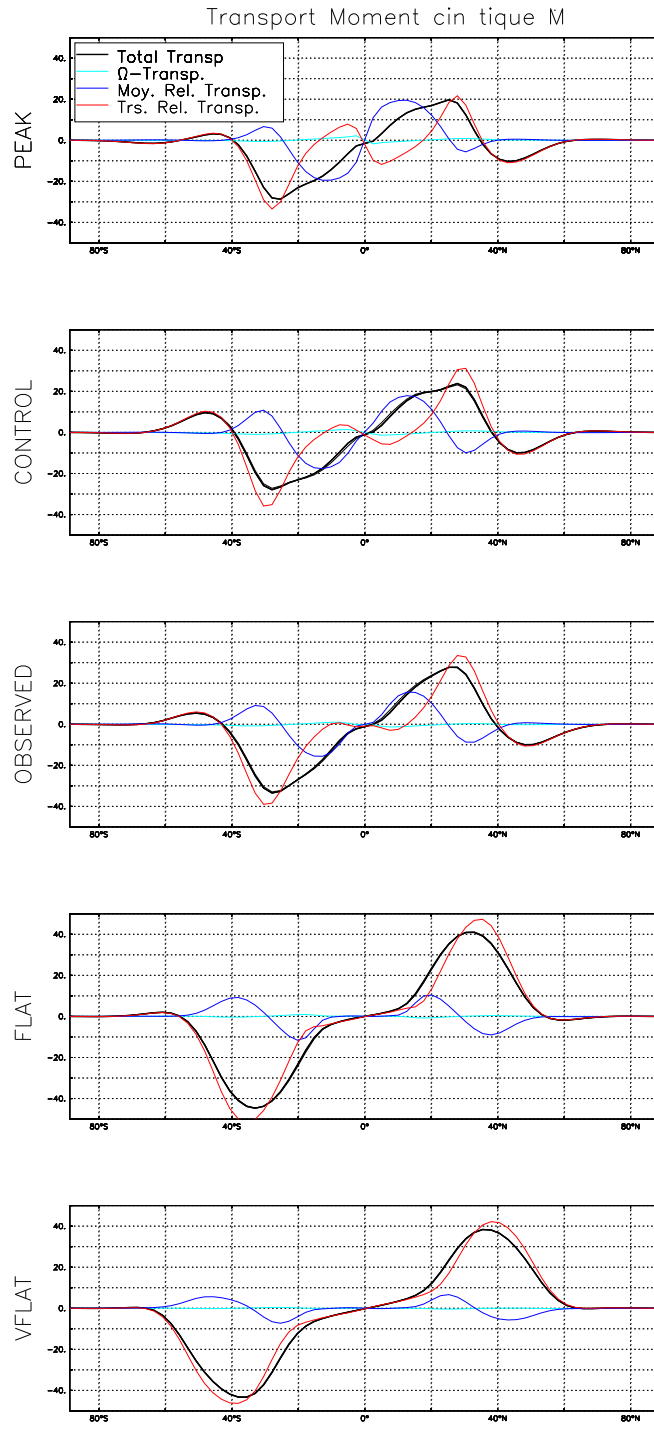 Transport Moment cin tique M
PEAK
Total Transp
Ω-Transp.
Moy. Rel. Transp.
Trs. Rel. Transp.
40.
20.
0.
-20.
-40.
80°S 40°S 0° 40°N 80°N
CONTROL
40.
20.
0.
-20.
-40.
80°S 40°S 0° 40°N 80°N
OBSERVED
40.
20.
0.
-20.
-40.
80°S 40°S 0° 40°N 80°N
FLAT
40.
20.
0.
-20.
-40.
80°S 40°S 0° 40°N 80°N
VFLAT
40.
20.
0.
-20.
-40.
80°S 40°S 0° 40°N 80°N